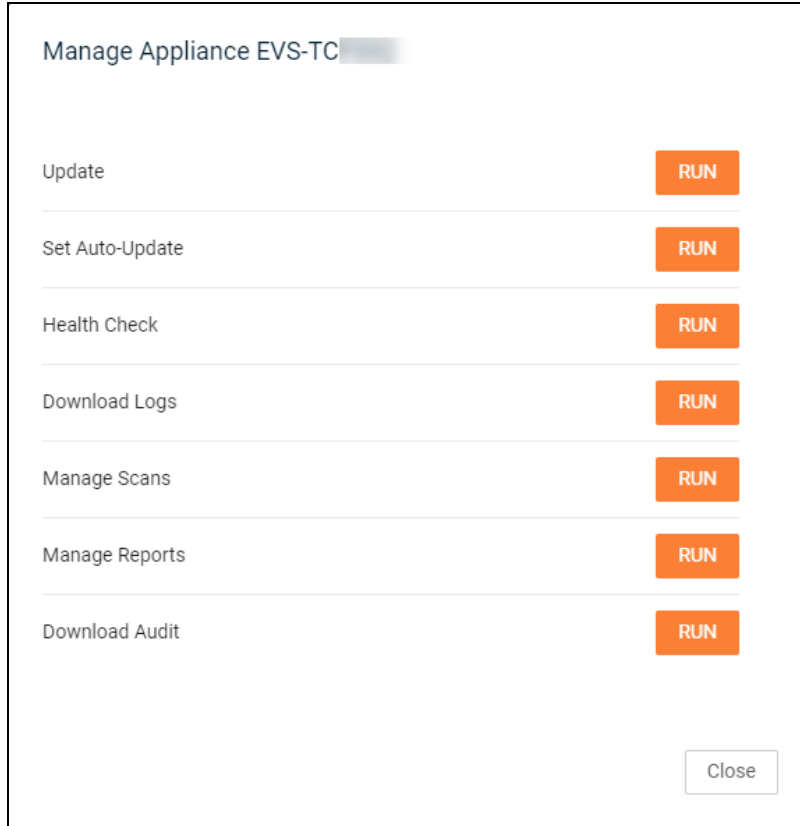 Manage Appliance EVS-TC
Update RUN
Set Auto-Update RUN
Health Check RUN
Download Logs RUN
Manage Scans RUN
Manage Reports RUN
Download Audit RUN
Close